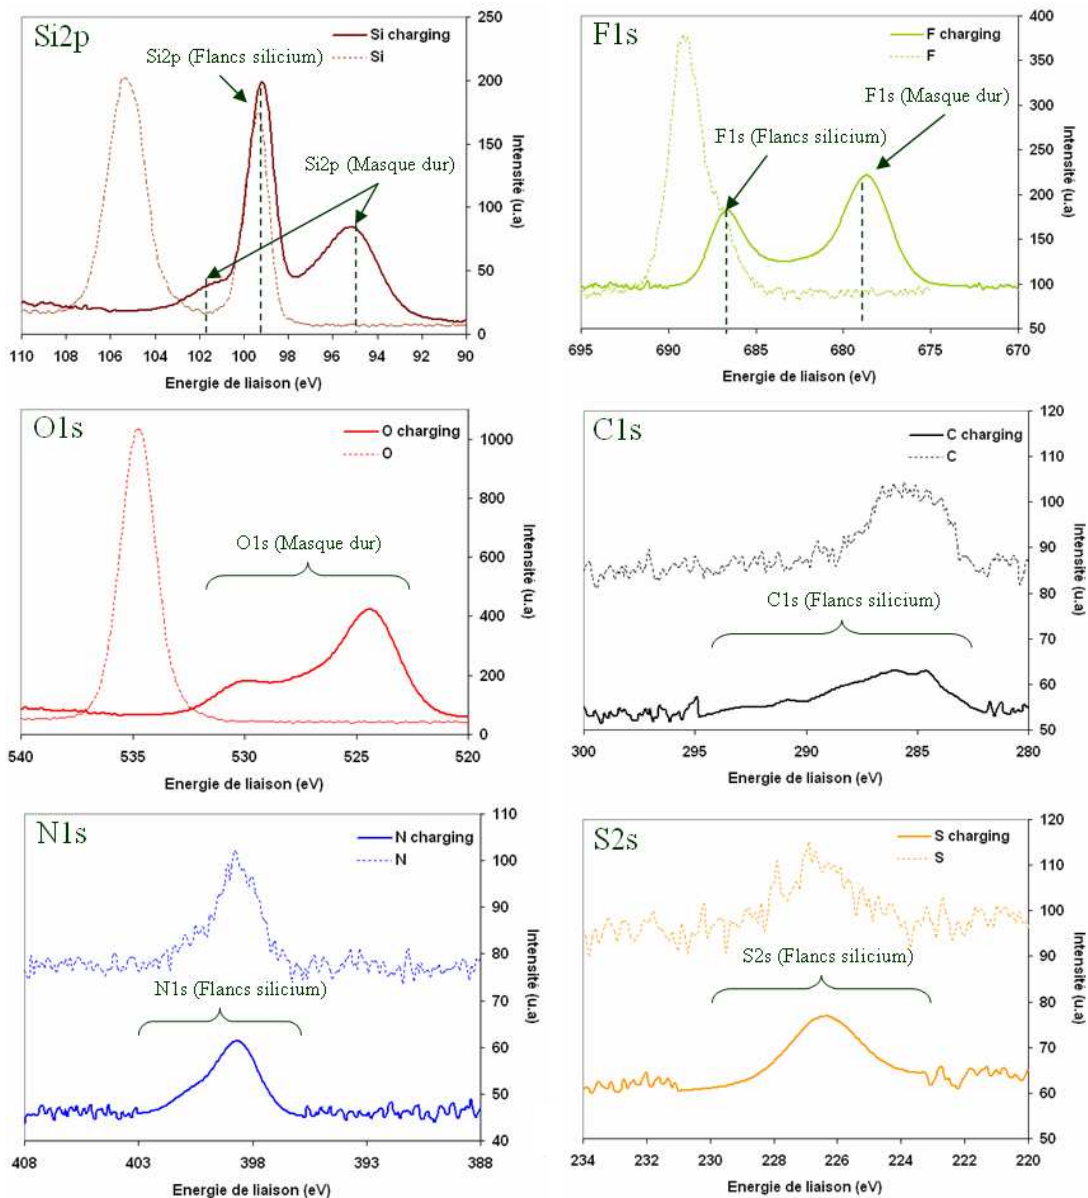 Si2p
Si charging
Si
Si2p (Flancs silicium)
Si2p (Masque dur)
250
200
150
100
50
0
Intensité (u.a)
110 108 106 104 102 100 98 96 94 92 90
Energie de liaison (eV)
F1s
F charging
F
F1s (Masque dur)
F1s (Flancs silicium)
400
350
300
250
200
150
100
50
Intensité (u.a)
695 690 685 680 675 670
Energie de liaison (eV)
O1s
O charging
O
O1s (Masque dur)
1000
800
600
400
200
0
Intensité (u.a)
540 535 530 525 520
Energie de liaison (eV)
C1s
C charging
C
C1s (Flancs silicium)
120
110
100
90
80
70
60
50
Intensité (u.a)
300 295 290 285 280
Energie de liaison (eV)
N1s
N charging
N
N1s (Flancs silicium)
110
100
90
80
70
60
50
40
Intensité (u.a)
408 403 398 393 388
Energie de liaison (eV)
S2s
S charging
S
S2s (Flancs silicium)
120
110
100
90
80
70
60
50
Intensité (u.a)
234 232 230 228 226 224 222 220
Energie de liaison (eV)